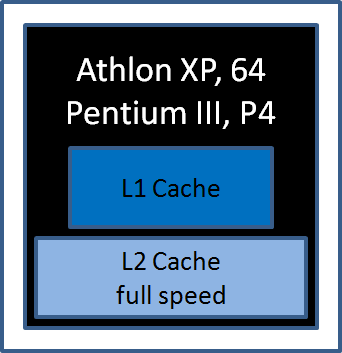 Athlon XP, 64
Pentium III, P4
L1 Cache
L2 Cache
full speed